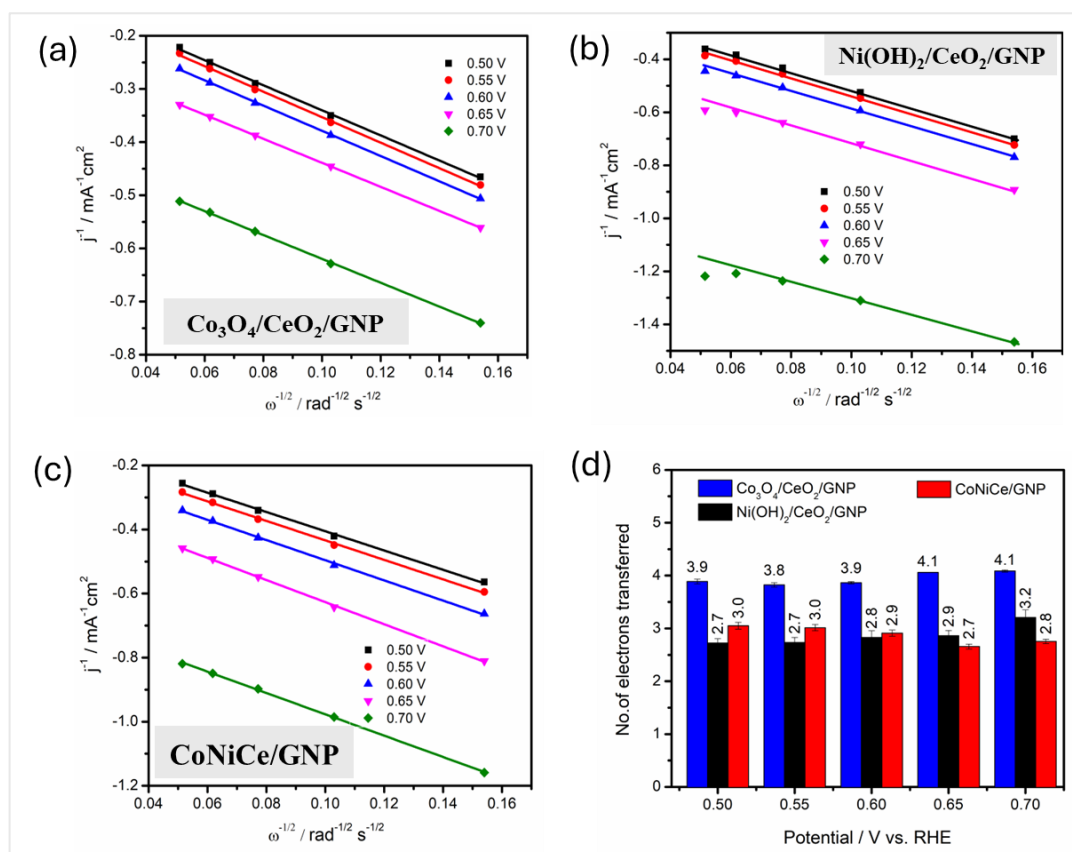 (a)
-0.2
-0.3
-0.4
-0.5
-0.6
-0.7
-0.8
j⁻¹ / mA⁻¹cm²
0.50 V
0.55 V
0.60 V
0.65 V
0.70 V
Co₃O₄/CeO₂/GNP
0.04 0.06 0.08 0.10 0.12 0.14 0.16
ω⁻¹/² / rad⁻¹/² s⁻¹/²
(b)
Ni(OH)₂/CeO₂/GNP
-0.4
-0.6
-0.8
-1.0
-1.2
-1.4
j⁻¹ / mA⁻¹cm²
0.50 V
0.55 V
0.60 V
0.65 V
0.70 V
0.04 0.06 0.08 0.10 0.12 0.14 0.16
ω⁻¹/² / rad⁻¹/² s⁻¹/²
(c)
-0.2
-0.4
-0.6
-0.8
-1.0
-1.2
j⁻¹ / mA⁻¹cm²
0.50 V
0.55 V
0.60 V
0.65 V
0.70 V
CoNiCe/GNP
0.04 0.06 0.08 0.10 0.12 0.14 0.16
ω⁻¹/² / rad⁻¹/² s⁻¹/²
(d)
6
5
4
3
2
1
0
No.of electrons transferred
Co₃O₄/CeO₂/GNP CoNiCe/GNP
Ni(OH)₂/CeO₂/GNP
3.9 2.7 3.0
3.8 2.7 3.0
3.9 2.8 2.9
4.1 2.9 2.7
4.1 3.2 2.8
0.50 0.55 0.60 0.65 0.70
Potential / V vs. RHE